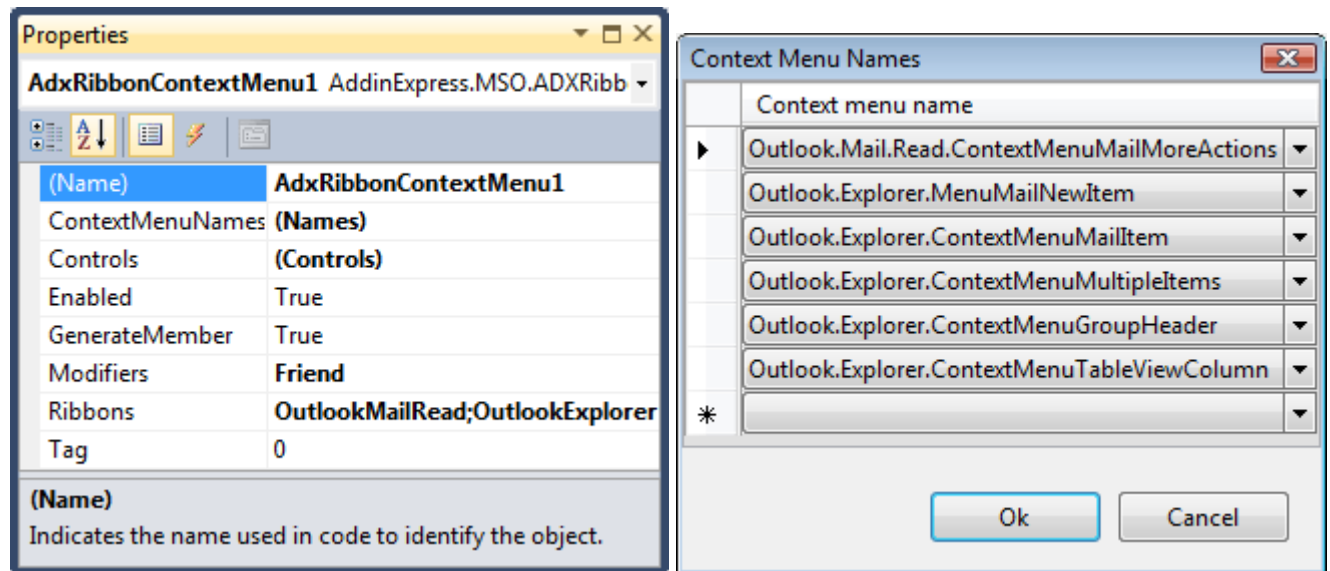 Properties
AdxRibbonContextMenu1 AddinExpress.MSO.ADXRibb
(Name) AdxRibbonContextMenu1
ContextMenuNames (Names)
Controls (Controls)
Enabled True
GenerateMember True
Modifiers Friend
Ribbons OutlookMailRead;OutlookExplorer
Tag 0
(Name)
Indicates the name used in code to identify the object.
Context Menu Names
Context menu name
Outlook.Mail.Read.ContextMenuMailMoreActions
Outlook.Explorer.MenuMailNewItem
Outlook.Explorer.ContextMenuMailItem
Outlook.Explorer.ContextMenuMultipleItems
Outlook.Explorer.ContextMenuGroupHeader
Outlook.Explorer.ContextMenuTableViewColumn
Ok Cancel